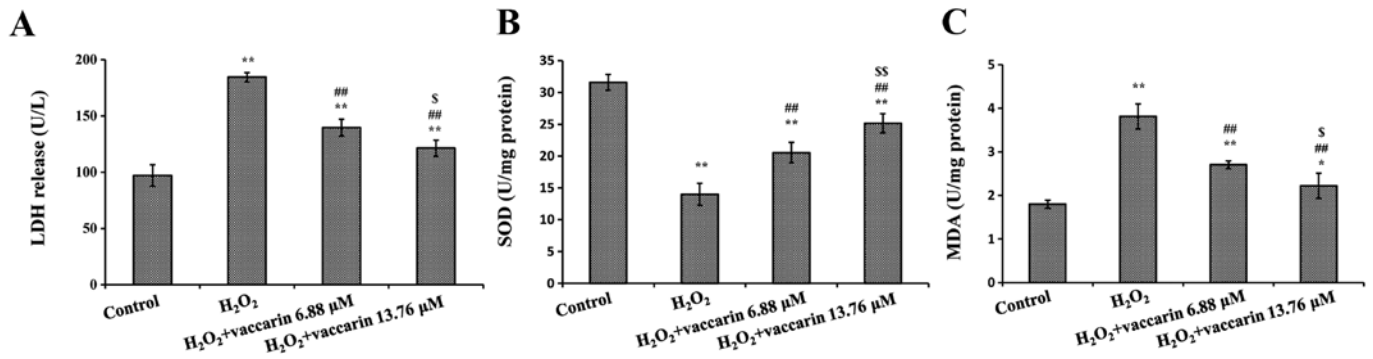 A
LDH release (U/L)
200
150
100
50
0
**
##
**
$
##
**
Control
H₂O₂
H₂O₂+vaccarin 6.88 μM
H₂O₂+vaccarin 13.76 μM
B
SOD (U/mg protein)
35
30
25
20
15
10
5
0
**
##
**
$$
##
**
Control
H₂O₂
H₂O₂+vaccarin 6.88 μM
H₂O₂+vaccarin 13.76 μM
C
MDA (U/mg protein)
5
4
3
2
1
0
**
##
**
$
##
*
Control
H₂O₂
H₂O₂+vaccarin 6.88 μM
H₂O₂+vaccarin 13.76 μM